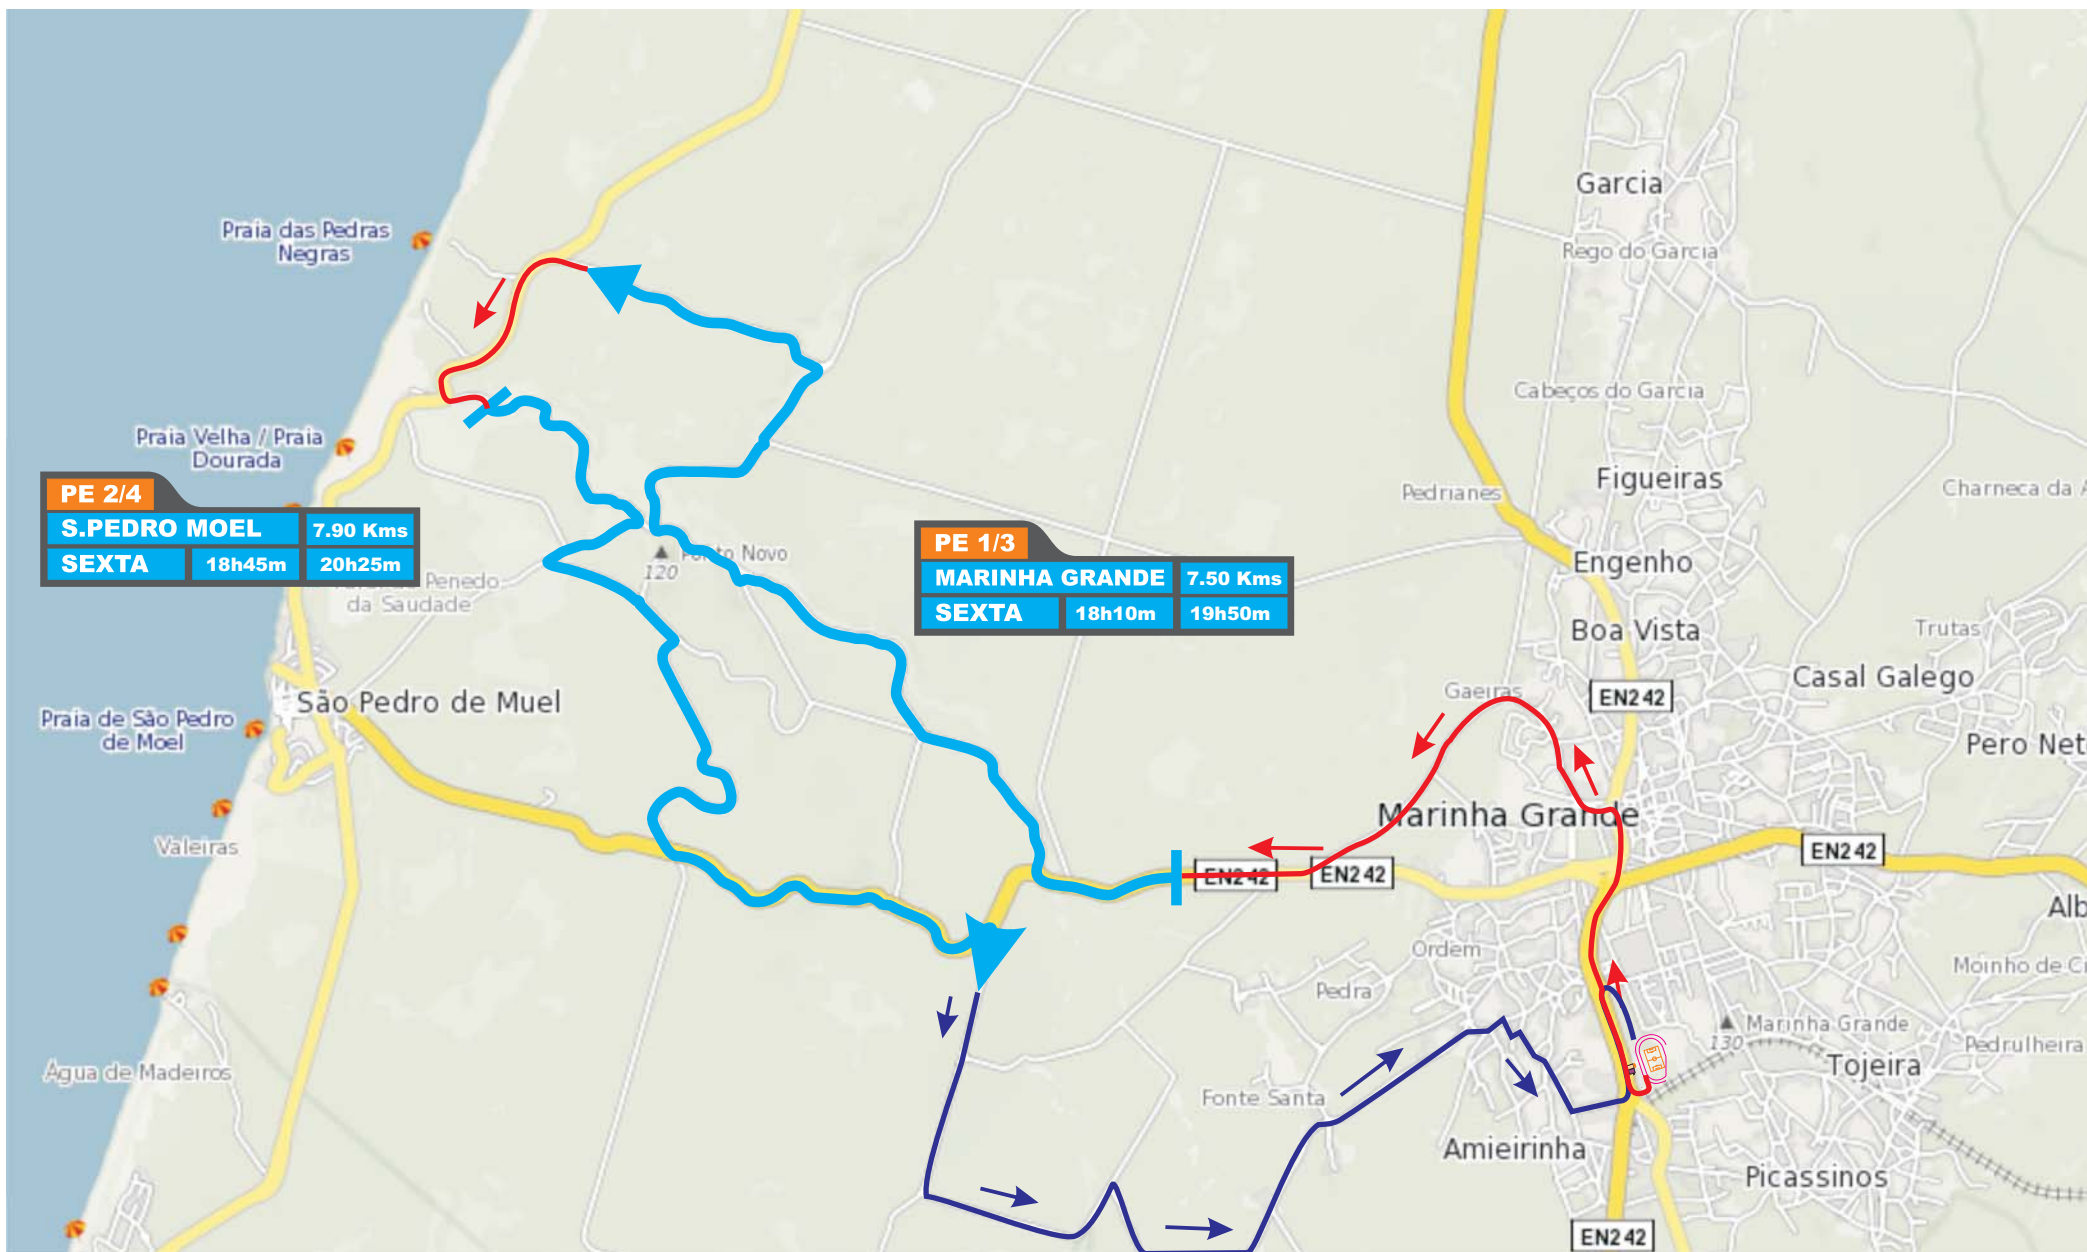 Garcia
Praia das Pedras
Negras
Rego do Garcia
Cabeços do Garcia
Praia Velha / Praia
Dourada
Figueiras
Pedrianes
Charneca da A
PE 2/4
S.PEDRO MOEL
7.90 Kms
SEXTA
18h45m
20h25m
PE 1/3
MARINHA GRANDE
7.50 Kms
SEXTA
18h10m
19h50m
Novo
120
Engenho
Penedo
da Saudade
Boa Vista
Trutas
Casal Galego
Gaeiras
EN242
São Pedro de Muel
Praia de São Pedro
de Moel
Pero Net
Marinha Grande
Valeiras
EN242
EN242
EN242
Alb
Ordem
Pedra
Moinho de Ci
Marinha Grande
130
Pedrulheira
Tojeira
Água de Madeiros
Fonte Santa
Amieirinha
Picassinos
EN242